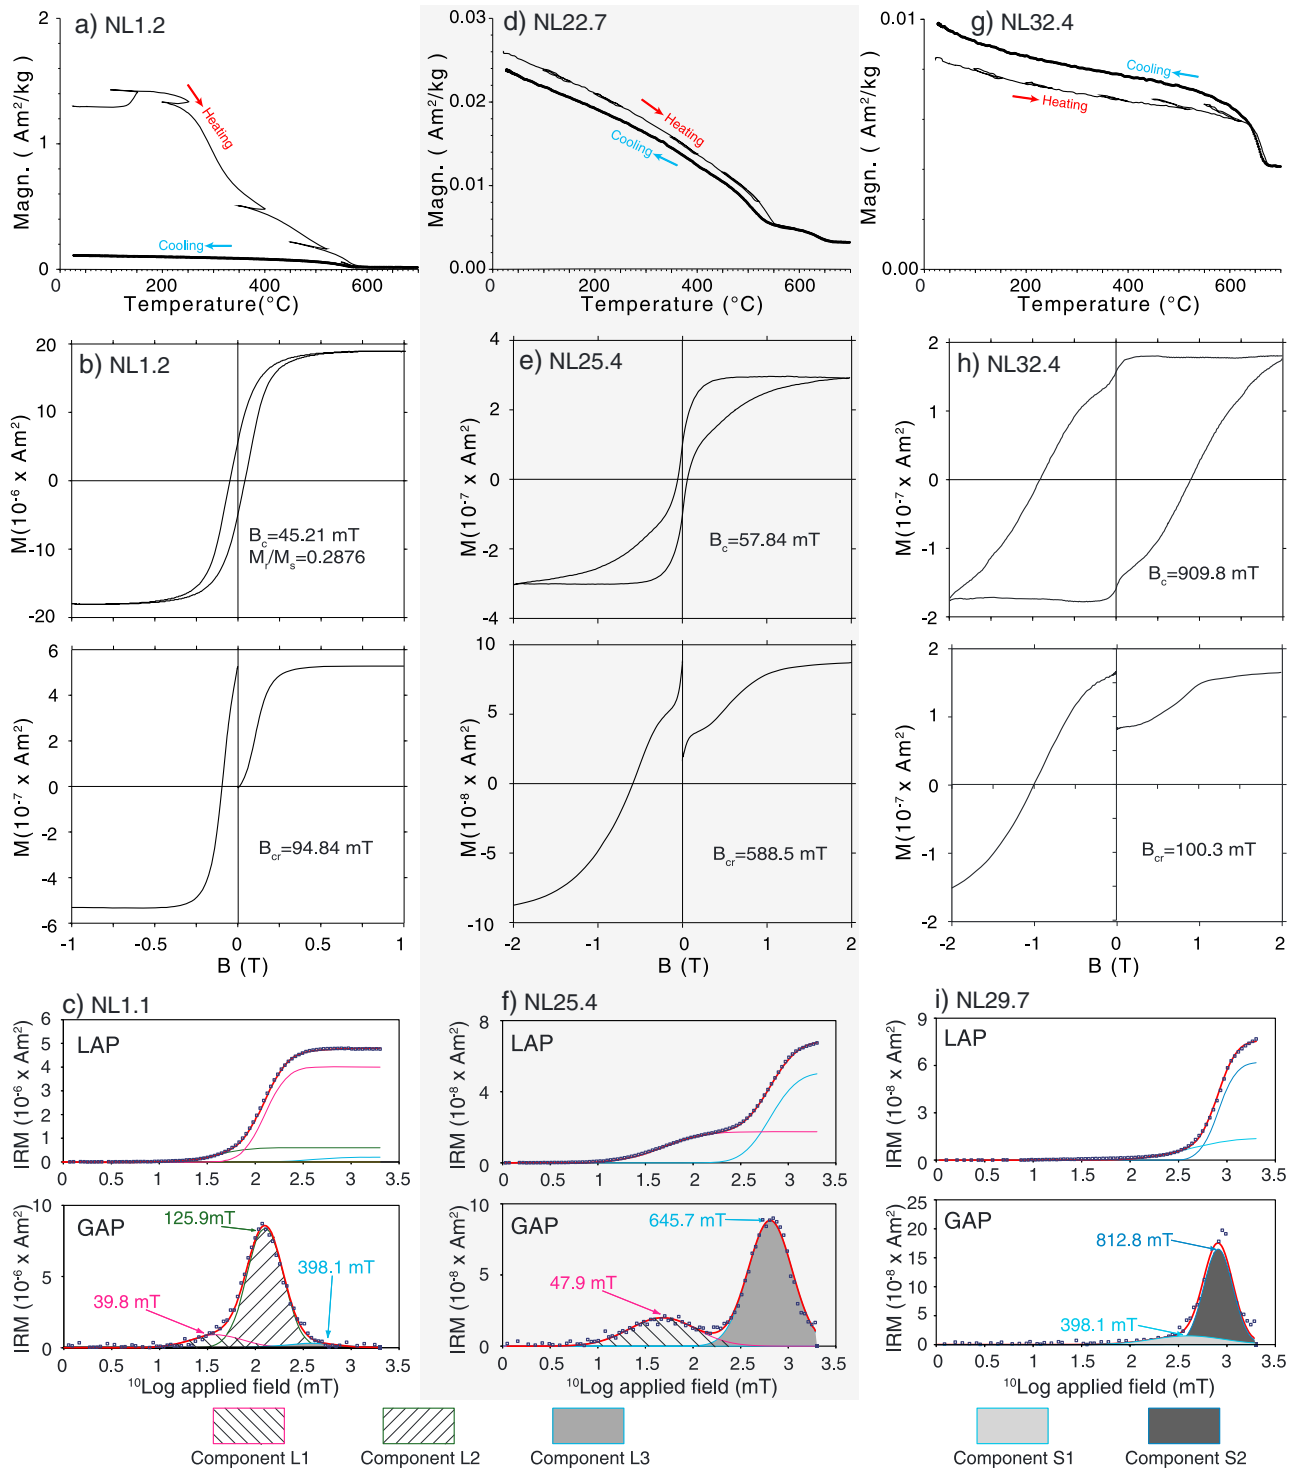 a) NL1.2
Magn. ( Am²/kg)
2
1
0
Heating
Cooling
0
200
400
600
Temperature(°C)
d) NL22.7
Magn. ( Am²/kg)
0.03
0.02
0.01
0.00
Heating
Cooling
0
200
400
600
Temperature (°C)
g) NL32.4
Magn. ( Am²/kg)
0.01
0.00
Cooling
Heating
0
200
400
600
Temperature (°C)
b) NL1.2
M(10⁻⁶ x Am²)
20
10
0
-10
-20
B_c=45.21 mT
M_r/M_s=0.2876
e) NL25.4
M(10⁻⁷ x Am²)
4
2
0
-2
-4
B_c=57.84 mT
h) NL32.4
M(10⁻⁷ x Am²)
2
1
0
-1
-2
B_c=909.8 mT
M(10⁻⁷ x Am²)
6
4
2
0
-2
-4
-6
B_cr=94.84 mT
-1
-0.5
0
0.5
1
B (T)
M(10⁻⁸ x Am²)
10
5
0
-5
-10
B_cr=588.5 mT
-2
-1
0
1
2
B (T)
M(10⁻⁷ x Am²)
2
1
0
-1
-2
B_cr=100.3 mT
-2
-1
0
1
2
B (T)
c) NL1.1
IRM (10⁻⁶ x Am²)
6
5
4
3
2
1
0
LAP
0
0.5
1
1.5
2
2.5
3
3.5
f) NL25.4
IRM (10⁻⁸ x Am²)
8
4
0
LAP
0
0.5
1
1.5
2
2.5
3
3.5
i) NL29.7
IRM (10⁻⁸ x Am²)
9
6
3
0
LAP
0
0.5
1
1.5
2
2.5
3
3.5
IRM (10⁻⁶ x Am²)
10
5
0
GAP
125.9mT
398.1 mT
39.8 mT
0
0.5
1
1.5
2
2.5
3
3.5
¹⁰Log applied field (mT)
IRM (10⁻⁸ x Am²)
10
5
0
GAP
645.7 mT
47.9 mT
0
0.5
1
1.5
2
2.5
3
3.5
¹⁰Log applied field (mT)
IRM (10⁻⁸ x Am²)
25
20
15
10
5
0
GAP
812.8 mT
398.1 mT
0
0.5
1
1.5
2
2.5
3
3.5
¹⁰Log applied field (mT)
Component L1
Component L2
Component L3
Component S1
Component S2